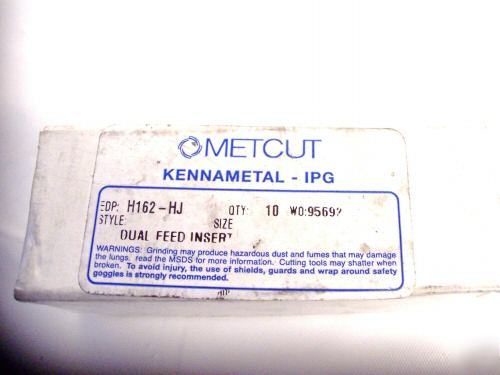 METCUT
KENNAMETAL - IPG
EDP: H162-HJ QTY: 10 WO:95692
STYLE: SIZE
DUAL FEED INSERT
WARNINGS: Grinding may produce hazardous dust and fumes that may damage
the lungs, read the MSDS for more information. Cutting tools may shatter when
broken. To avoid injury, the use of shields, guards and wrap around safety
goggles is strongly recommended.